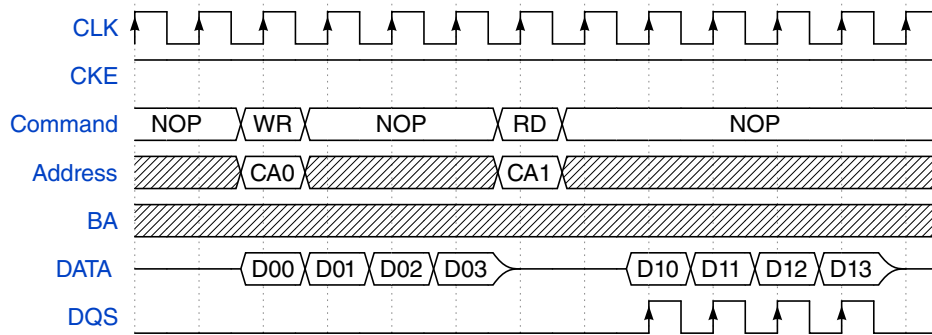 CLK
CKE
Command NOP WR NOP RD NOP
Address CA0 CA1
BA
DATA D00 D01 D02 D03 D10 D11 D12 D13
DQS